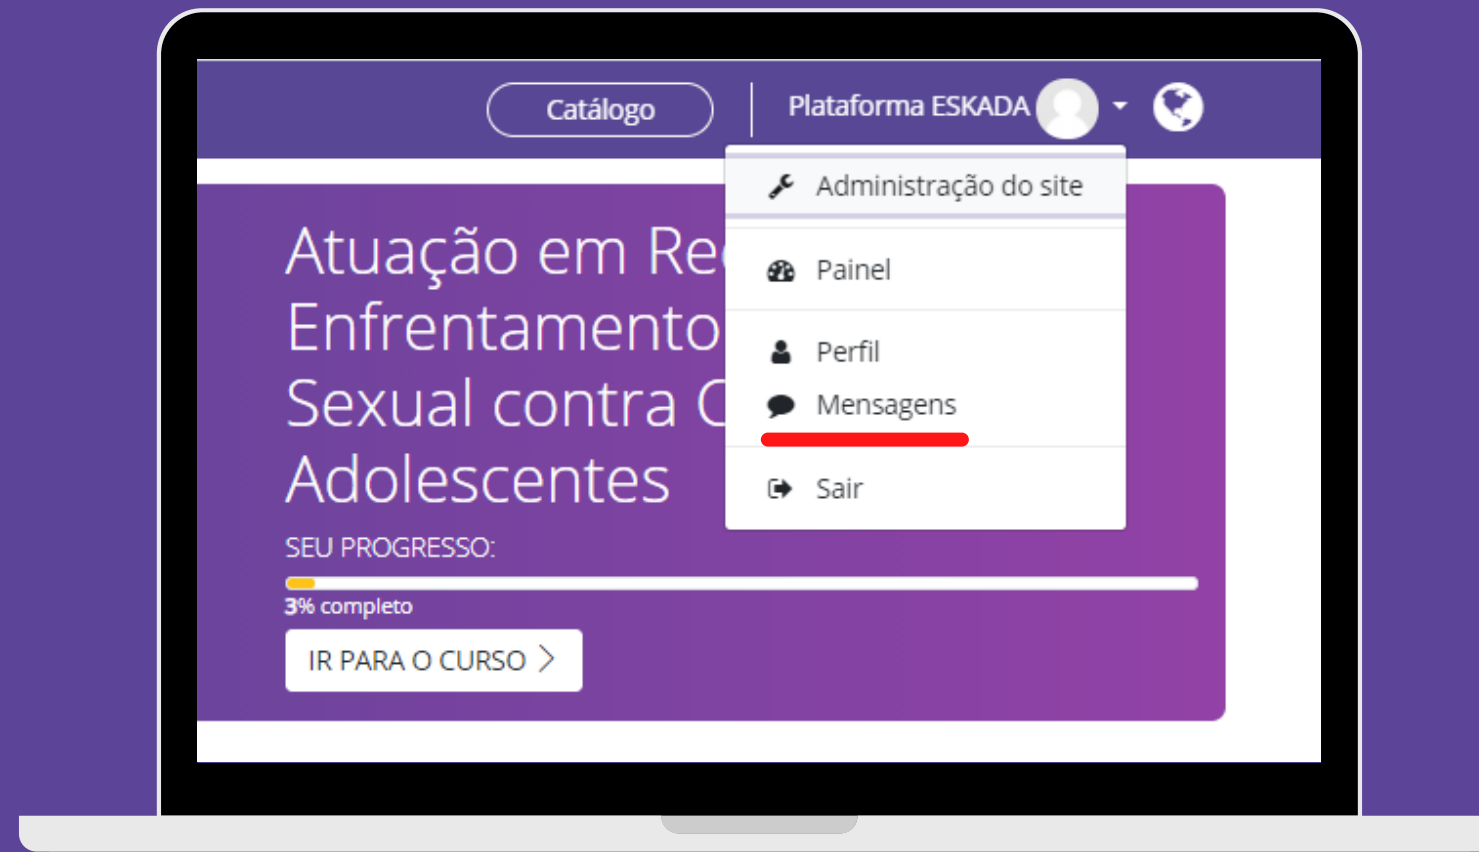 Catálogo
Plataforma ESKADA
Administração do site
Painel
Perfil
Mensagens
Sair
Atuação em
Enfrentamento
Sexual contra
Adolescentes
SEU PROGRESSO:
3% completo
IR PARA O CURSO